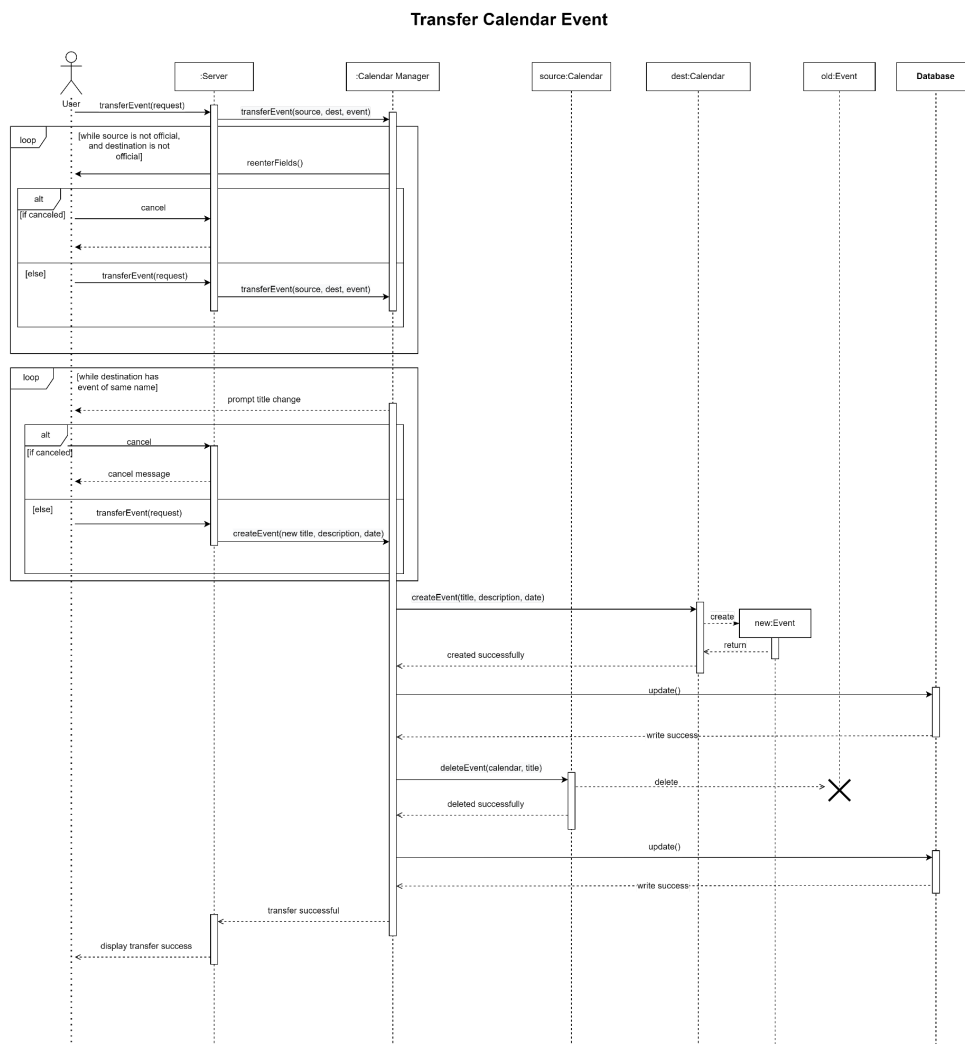 Transfer Calendar Event
:Server
:Calendar Manager
source:Calendar
dest:Calendar
old:Event
Database
User
transferEvent(request)
transferEvent(source, dest, event)
loop
[while source is not official,
and destination is not
official]
reenterFields()
alt
[if canceled]
cancel
[else]
transferEvent(request)
transferEvent(source, dest, event)
loop
[while destination has
event of same name]
prompt title change
alt
cancel
[if canceled]
cancel message
[else]
transferEvent(request)
createEvent(new title, description, date)
createEvent(title, description, date)
create
new:Event
return
created successfully
update()
write success
deleteEvent(calendar, title)
delete
deleted successfully
update()
write success
transfer successful
display transfer success